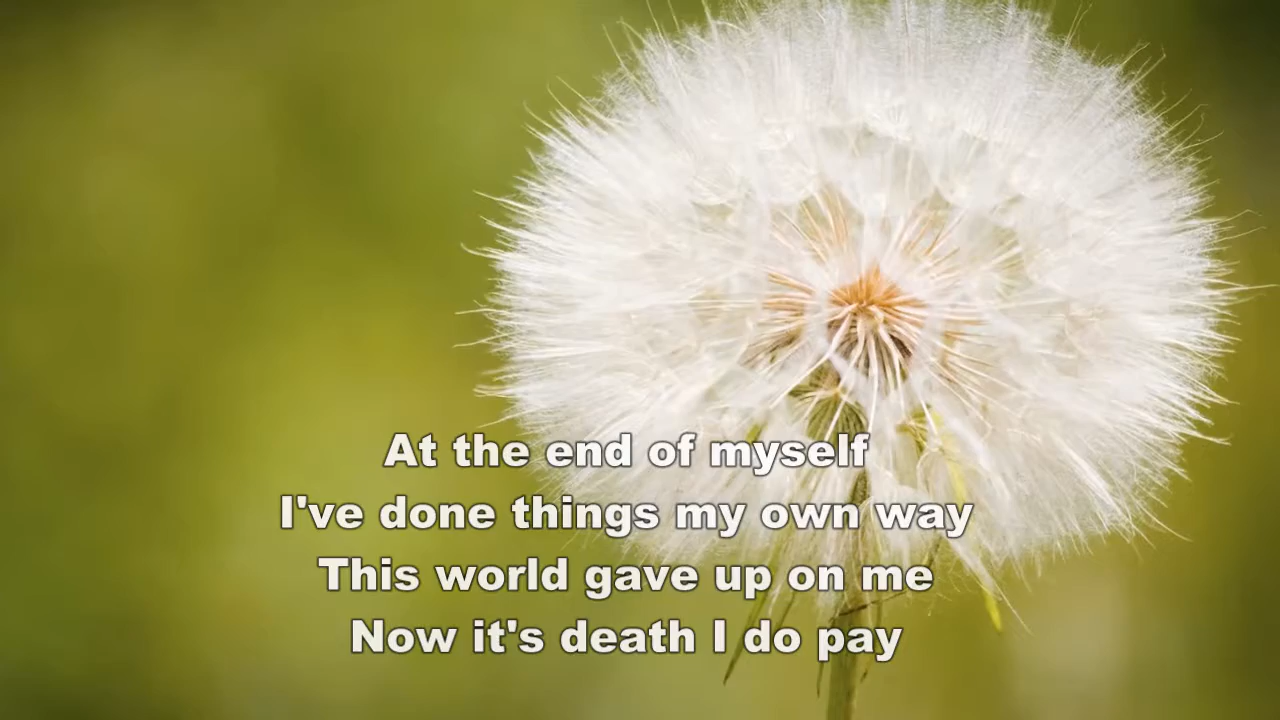 At the end of myself
I've done things my own way
This world gave up on me
Now it's death I do pay